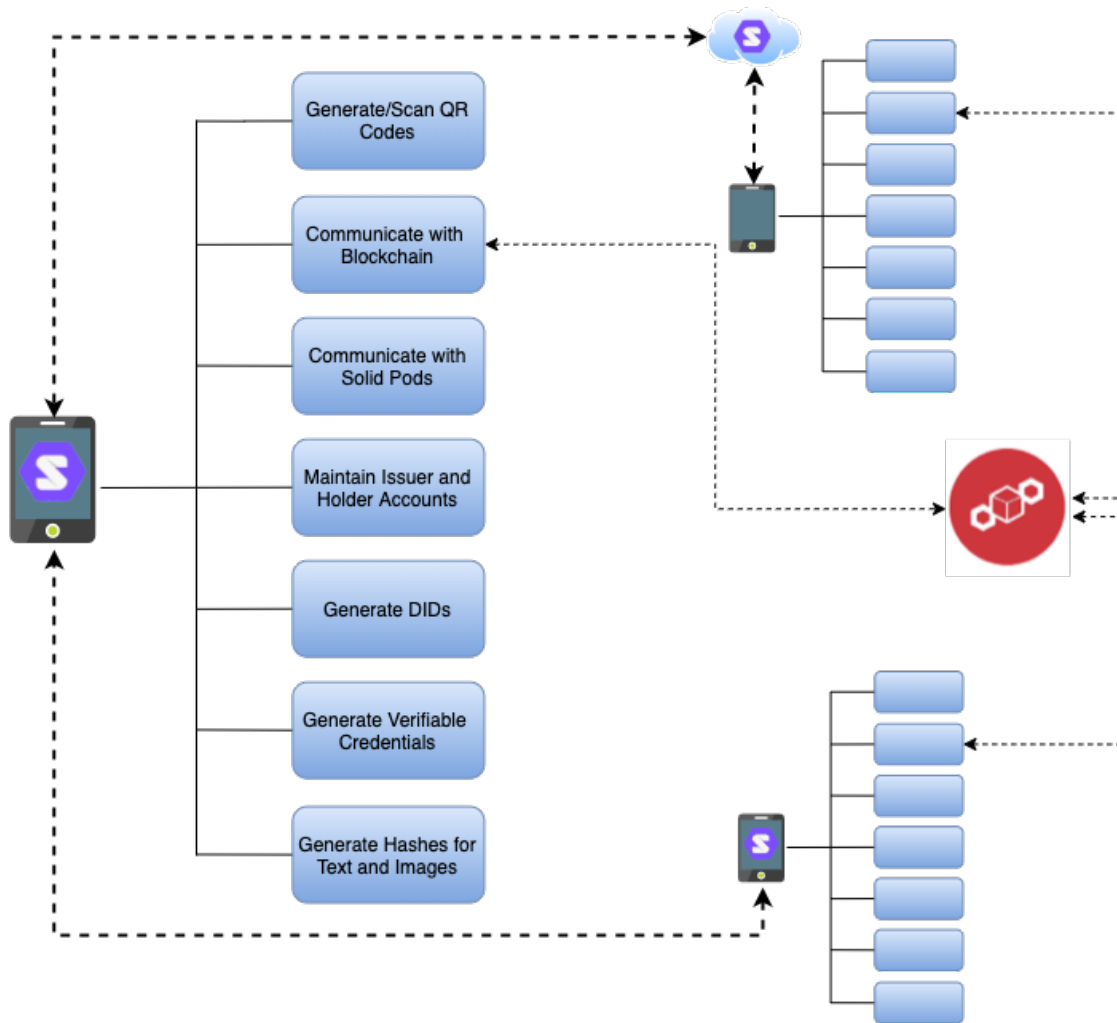 Generate/Scan QR
Codes
Communicate with
Blockchain
Communicate with
Solid Pods
Maintain Issuer and
Holder Accounts
Generate DIDs
Generate Verifiable
Credentials
Generate Hashes for
Text and Images